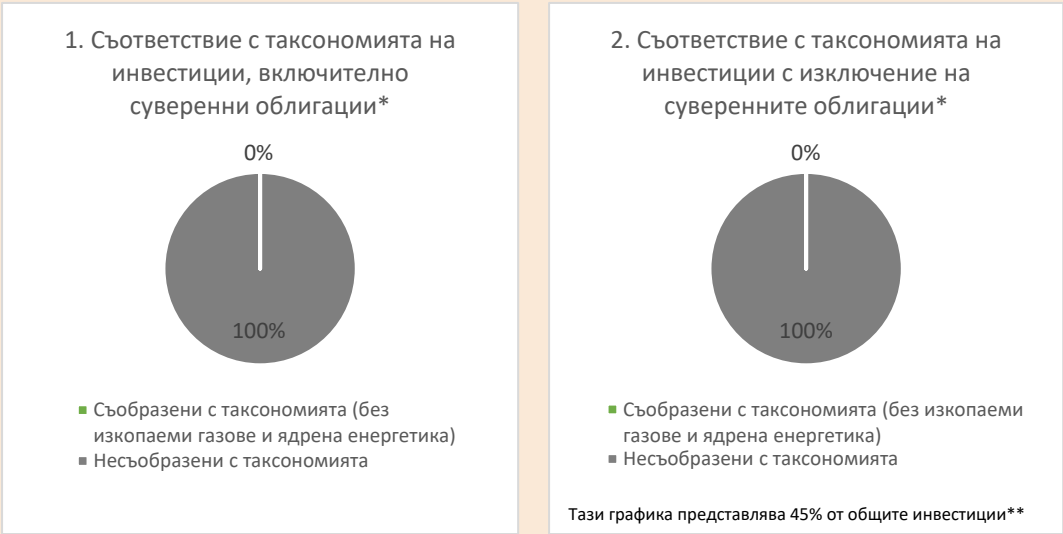 1. Съответствие с таксономията на
инвестиции, включително
суверенни облигации*
0%
100%
Съобразени с таксономията (без
изкопаеми газове и ядрена енергетика)
Несъобразени с таксономията
2. Съответствие с таксономията на
инвестиции с изключение на
суверенните облигации*
0%
100%
Съобразени с таксономията (без изкопаеми
газове и ядрена енергетика)
Несъобразени с таксономията
Тази графика представлява 45% от общите инвестиции**